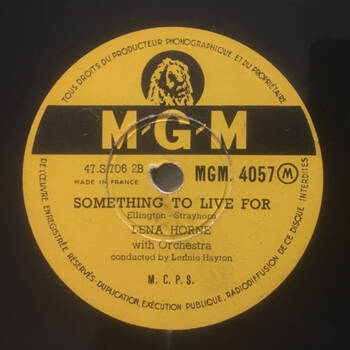 TOUS DROITS DU PRODUCTEUR PHONOGRAPHIQUE ET DU PROPRIÉTAIRE
M-G-M
47.S.706 2B
MGM. 4057 M
MADE IN FRANCE
SOMETHING TO LIVE FOR
Ellington - Strayhorn
LENA HORNE
with Orchestra
conducted by Lennie Hayton
M. C. P. S.
DE L'ŒUVRE ENREGISTRÉE RÉSERVÉS-DUPLICATION, EXÉCUTION PUBLIQUE, RADIODIFFUSION DE CE DISQUE INTERDITES